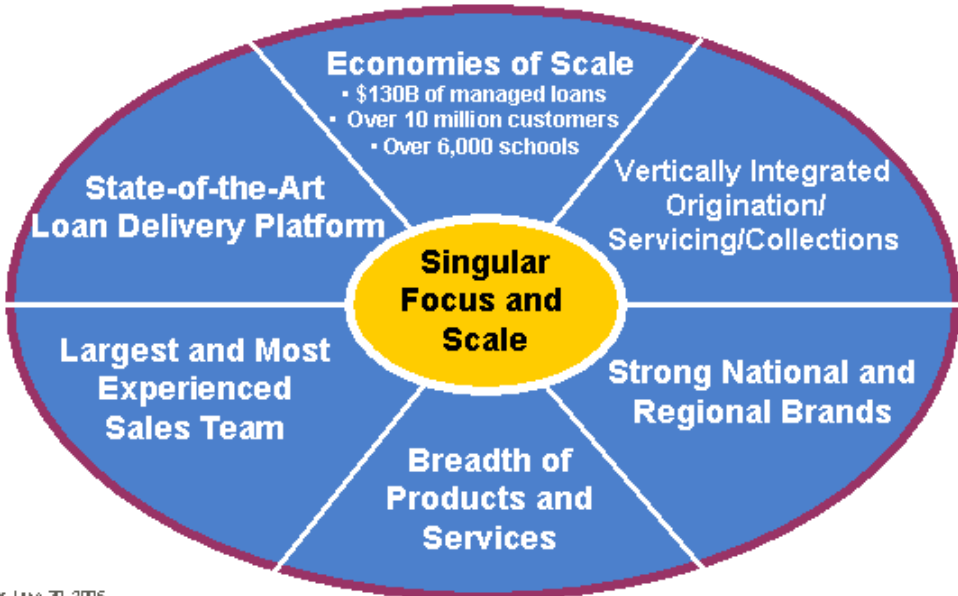 Economies of Scale
▪ $130B of managed loans
▪ Over 10 million customers
▪ Over 6,000 schools
Vertically Integrated
Origination/
Servicing/Collections
Strong National and
Regional Brands
Breadth of
Products and
Services
Largest and Most
Experienced
Sales Team
State-of-the-Art
Loan Delivery Platform
Singular
Focus and
Scale